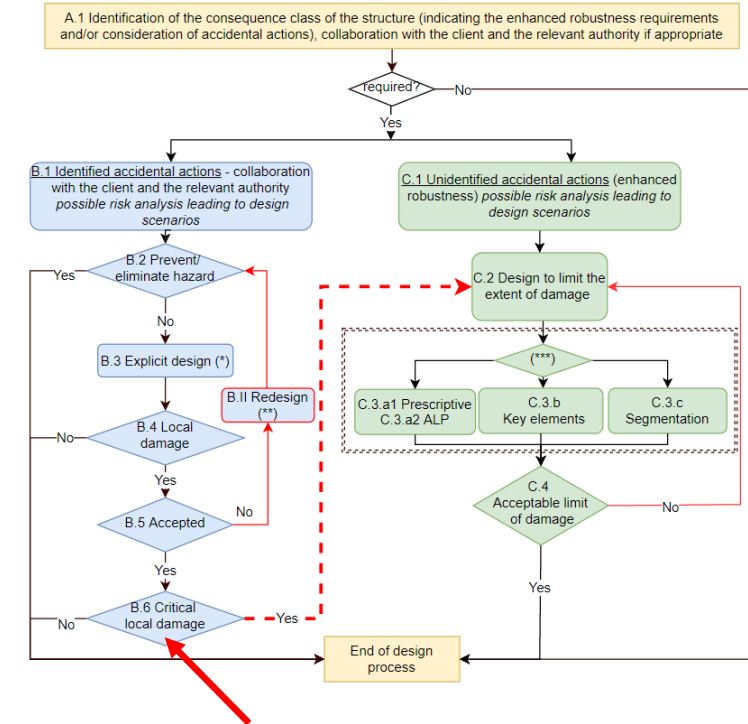 A.1 Identification of the consequence class of the structure (indicating the enhanced robustness requirements
and/or consideration of accidental actions), collaboration with the client and the relevant authority if appropriate
required?
No
Yes
B.1 Identified accidental actions - collaboration
with the client and the relevant authority
possible risk analysis leading to design
scenarios
C.1 Unidentified accidental actions (enhanced
robustness) possible risk analysis leading to
design scenarios
B.2 Prevent/
eliminate hazard
Yes
No
C.2 Design to limit the
extent of damage
B.3 Explicit design (*)
(***)
B.II Redesign
(**)
C.3.a1 Prescriptive
C.3.a2 ALP
C.3.b
Key elements
C.3.c
Segmentation
B.4 Local
damage
No
Yes
C.4
Acceptable limit
of damage
No
B.5 Accepted
No
Yes
Yes
B.6 Critical
local damage
No
Yes
End of design
process